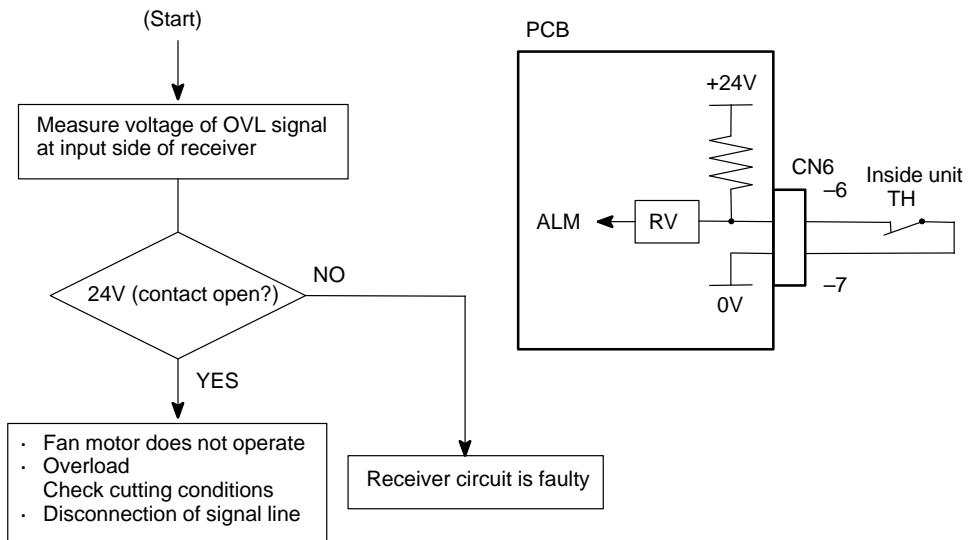 (Start)
Measure voltage of OVL signal
at input side of receiver
24V (contact open?)
NO
YES
· Fan motor does not operate
· Overload
Check cutting conditions
· Disconnection of signal line
Receiver circuit is faulty
PCB
+24V
CN6
–6
Inside unit
TH
ALM
RV
–7
0V